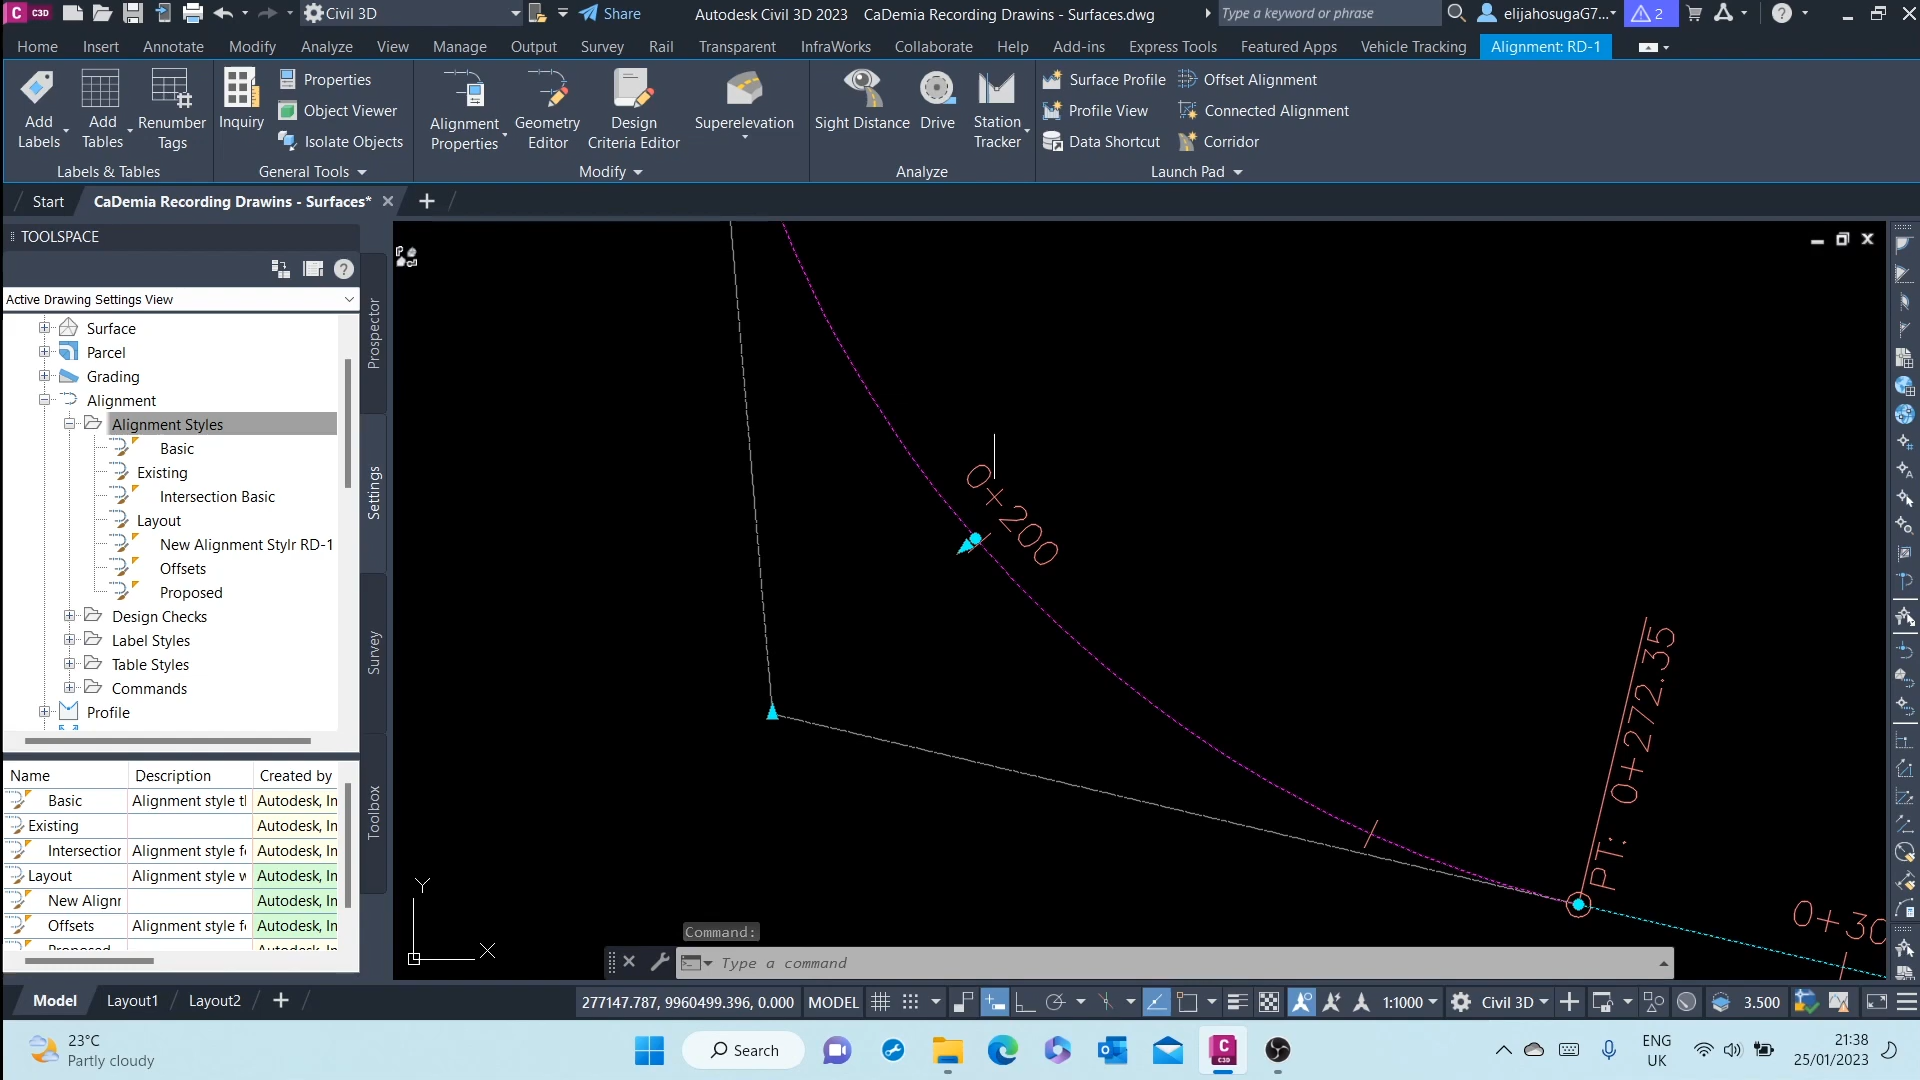 C3D
Civil 3D
Share
Autodesk Civil 3D 2023 CaDemia Recording Drawins - Surfaces.dwg
Type a keyword or phrase
elijahosugaG7...
2
Home Insert Annotate Modify Analyze View Manage Output Survey Rail Transparent InfraWorks Collaborate Help Add-ins Express Tools Featured Apps Vehicle Tracking Alignment: RD-1
Add Labels
Add Tables
Renumber Tags
Labels & Tables
Inquiry
Properties
Object Viewer
Isolate Objects
General Tools
Alignment Properties
Geometry Editor
Design Criteria Editor
Superelevation
Modify
Sight Distance
Drive
Station Tracker
Analyze
Surface Profile
Profile View
Data Shortcut
Offset Alignment
Connected Alignment
Corridor
Launch Pad
Start
CaDemia Recording Drawins - Surfaces*
TOOLSPACE
Active Drawing Settings View
Surface
Parcel
Grading
Alignment
Alignment Styles
Basic
Existing
Intersection Basic
Layout
New Alignment Stylr RD-1
Offsets
Proposed
Design Checks
Label Styles
Table Styles
Commands
Profile
Name Description Created by
Basic Alignment style tl Autodesk, In
Existing Autodesk, In
Intersectior Alignment style fo Autodesk, In
Layout Alignment style w Autodesk, In
New Alignr Autodesk, In
Offsets Alignment style fo Autodesk, In
Proposed Autodesk, In
Prospector
Settings
Survey
Toolbox
0+200
PT: 0+272.35
0+30
Y
X
Command:
Type a command
Model Layout1 Layout2
277147.787, 9960499.396, 0.000 MODEL
1:1000
Civil 3D
3.500
23°C
Partly cloudy
Search
C3D
ENG
UK
21:38
25/01/2023